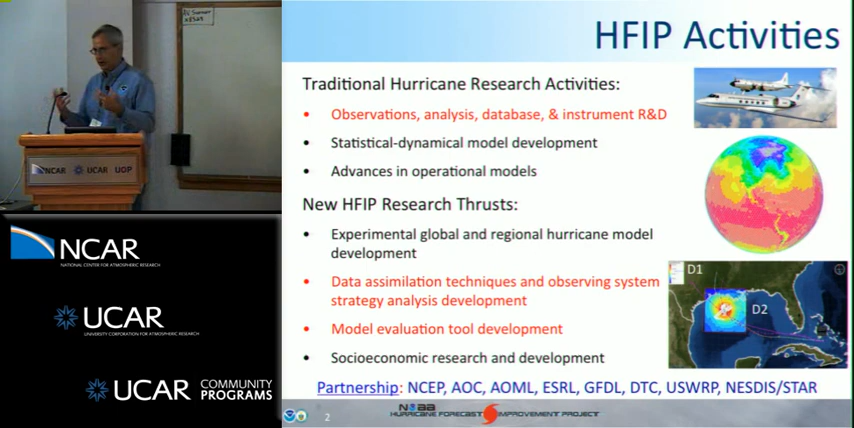 HFIP Activities
Traditional Hurricane Research Activities:
• Observations, analysis, database, & instrument R&D
• Statistical-dynamical model development
• Advances in operational models
New HFIP Research Thrusts:
• Experimental global and regional hurricane model
development
• Data assimilation techniques and observing system
strategy analysis development
• Model evaluation tool development
• Socioeconomic research and development
D1
D2
Partnership: NCEP, AOC, AOML, ESRL, GFDL, DTC, USWRP, NESDIS/STAR
2
NOAA
HURRICANE FORECAST IMPROVEMENT PROJECT
NCAR UCAR UOP
NCAR
NATIONAL CENTER FOR ATMOSPHERIC RESEARCH
UCAR
UNIVERSITY CORPORATION FOR ATMOSPHERIC RESEARCH
UCAR COMMUNITY
PROGRAMS